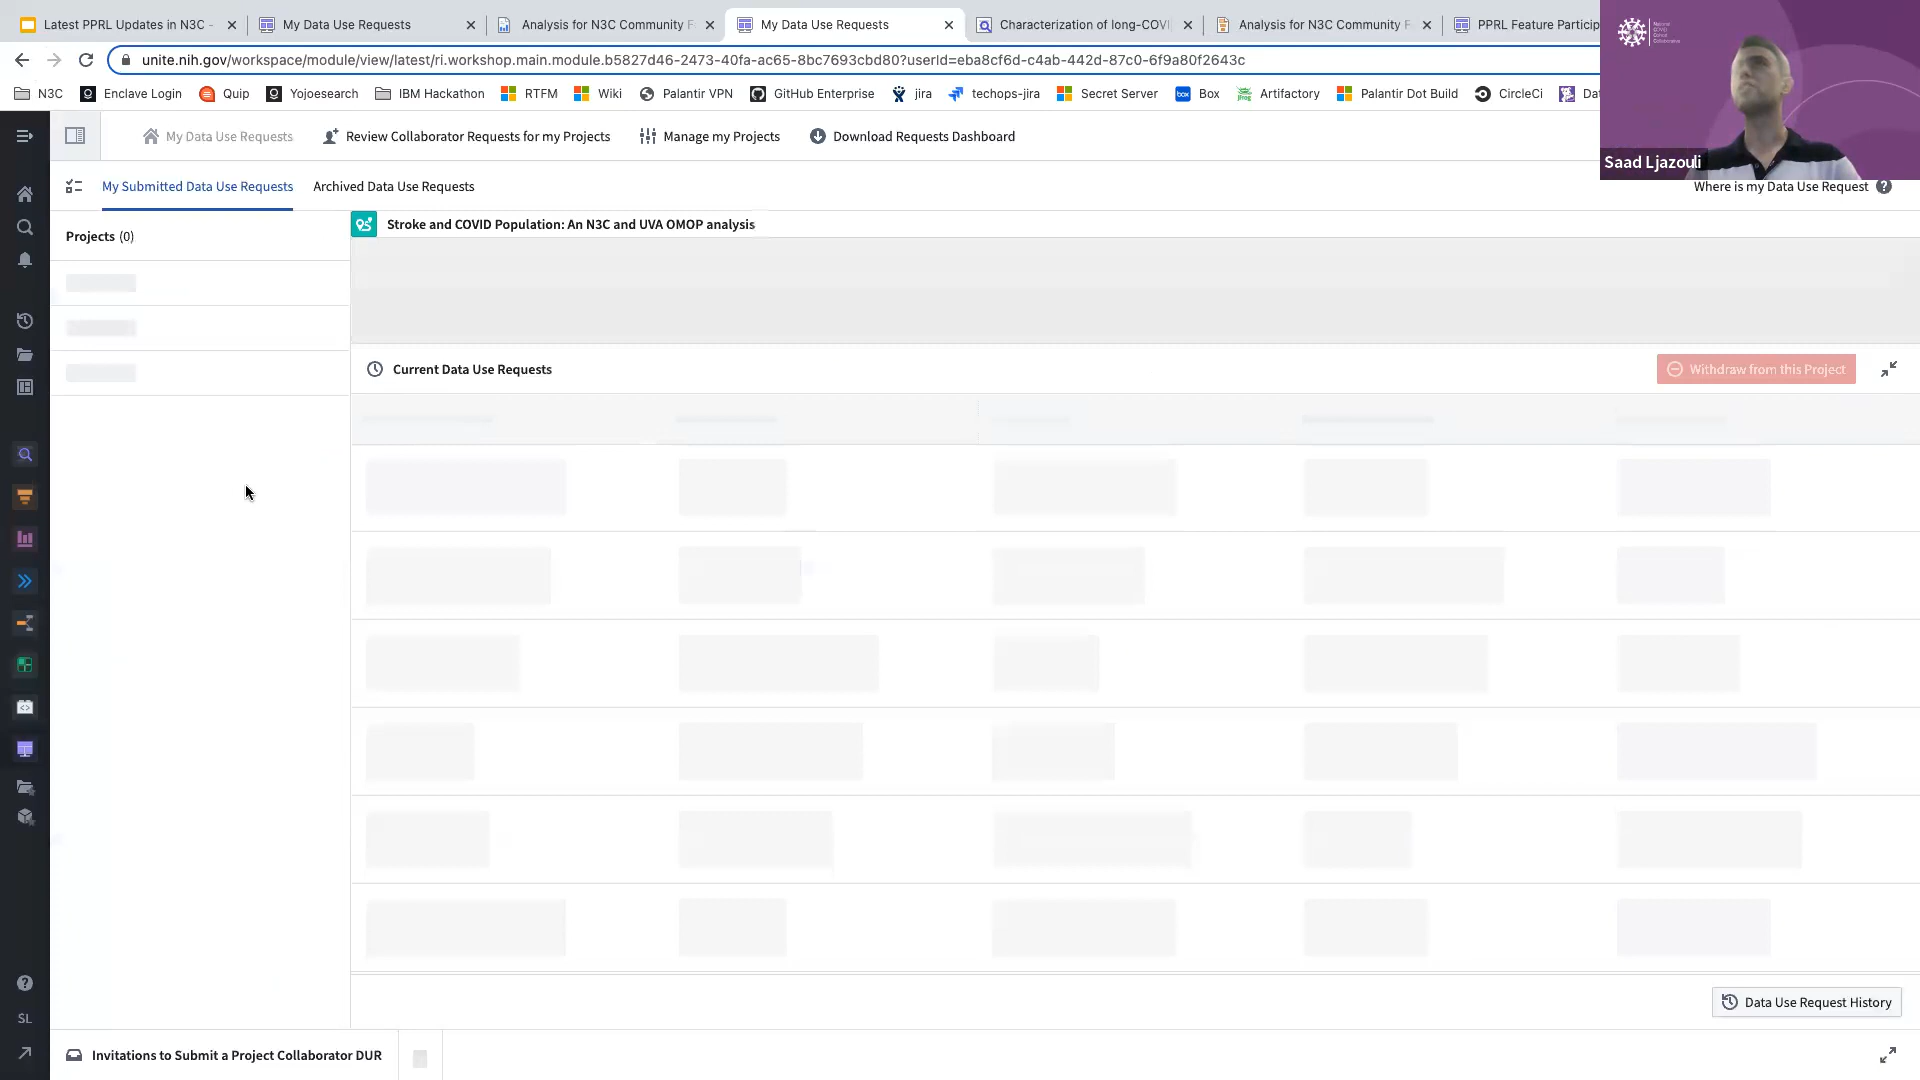 Latest PPRL Updates in N3C -
My Data Use Requests
Analysis for N3C Community F
My Data Use Requests
Characterization of long-COVI
Analysis for N3C Community F
PPRL Feature Particip
unite.nih.gov/workspace/module/view/latest/ri.workshop.main.module.b5827d46-2473-40fa-ac65-8bc7693cbd80?userId=eba8cf6d-c4ab-442d-87c0-6f9a80f2643c
N3C
Enclave Login
Quip
Yojoesearch
IBM Hackathon
RTFM
Wiki
Palantir VPN
GitHub Enterprise
jira
techops-jira
Secret Server
Box
Artifactory
Palantir Dot Build
CircleCi
Dat
Saad Ljazouli
My Data Use Requests
Review Collaborator Requests for my Projects
Manage my Projects
Download Requests Dashboard
My Submitted Data Use Requests
Archived Data Use Requests
Where is my Data Use Request
Projects (0)
Stroke and COVID Population: An N3C and UVA OMOP analysis
Current Data Use Requests
Withdraw from this Project
Data Use Request History
SL
Invitations to Submit a Project Collaborator DUR